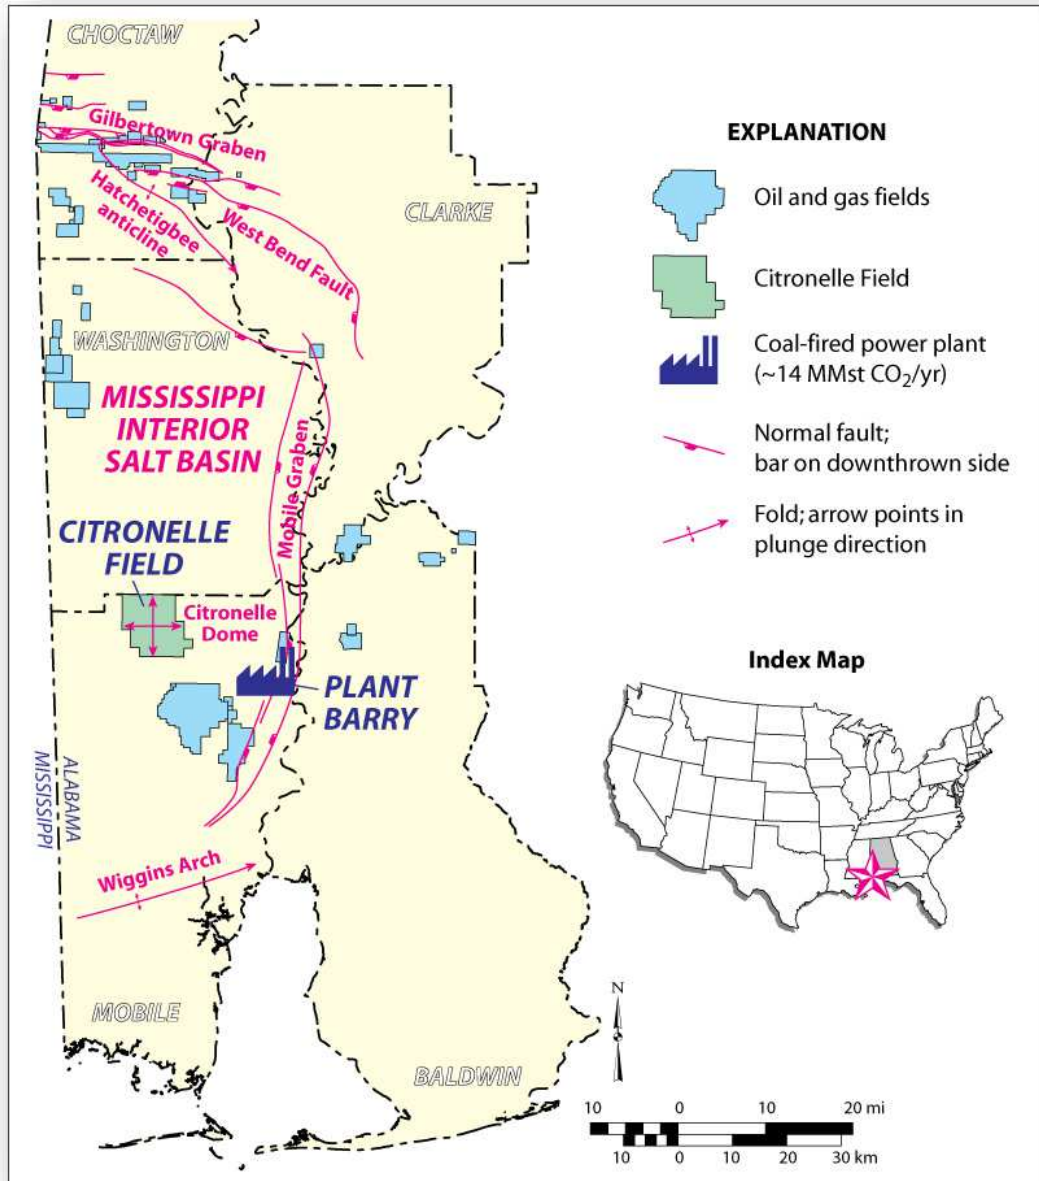 CHOCTAW
Gilbertown Graben
Hatchetigbee
anticline
West Bend Fault
CLARKE
WASHINGTON
MISSISSIPPI
INTERIOR
SALT BASIN
Mobile Graben
CITRONELLE
FIELD
Citronelle
Dome
PLANT
BARRY
ALABAMA
MISSISSIPPI
Wiggins Arch
MOBILE
BALDWIN
EXPLANATION
Oil and gas fields
Citronelle Field
Coal-fired power plant
(~14 MMst CO₂/yr)
Normal fault;
bar on downthrown side
Fold; arrow points in
plunge direction
Index Map
N
10 0 10 20 mi
10 0 10 20 30 km